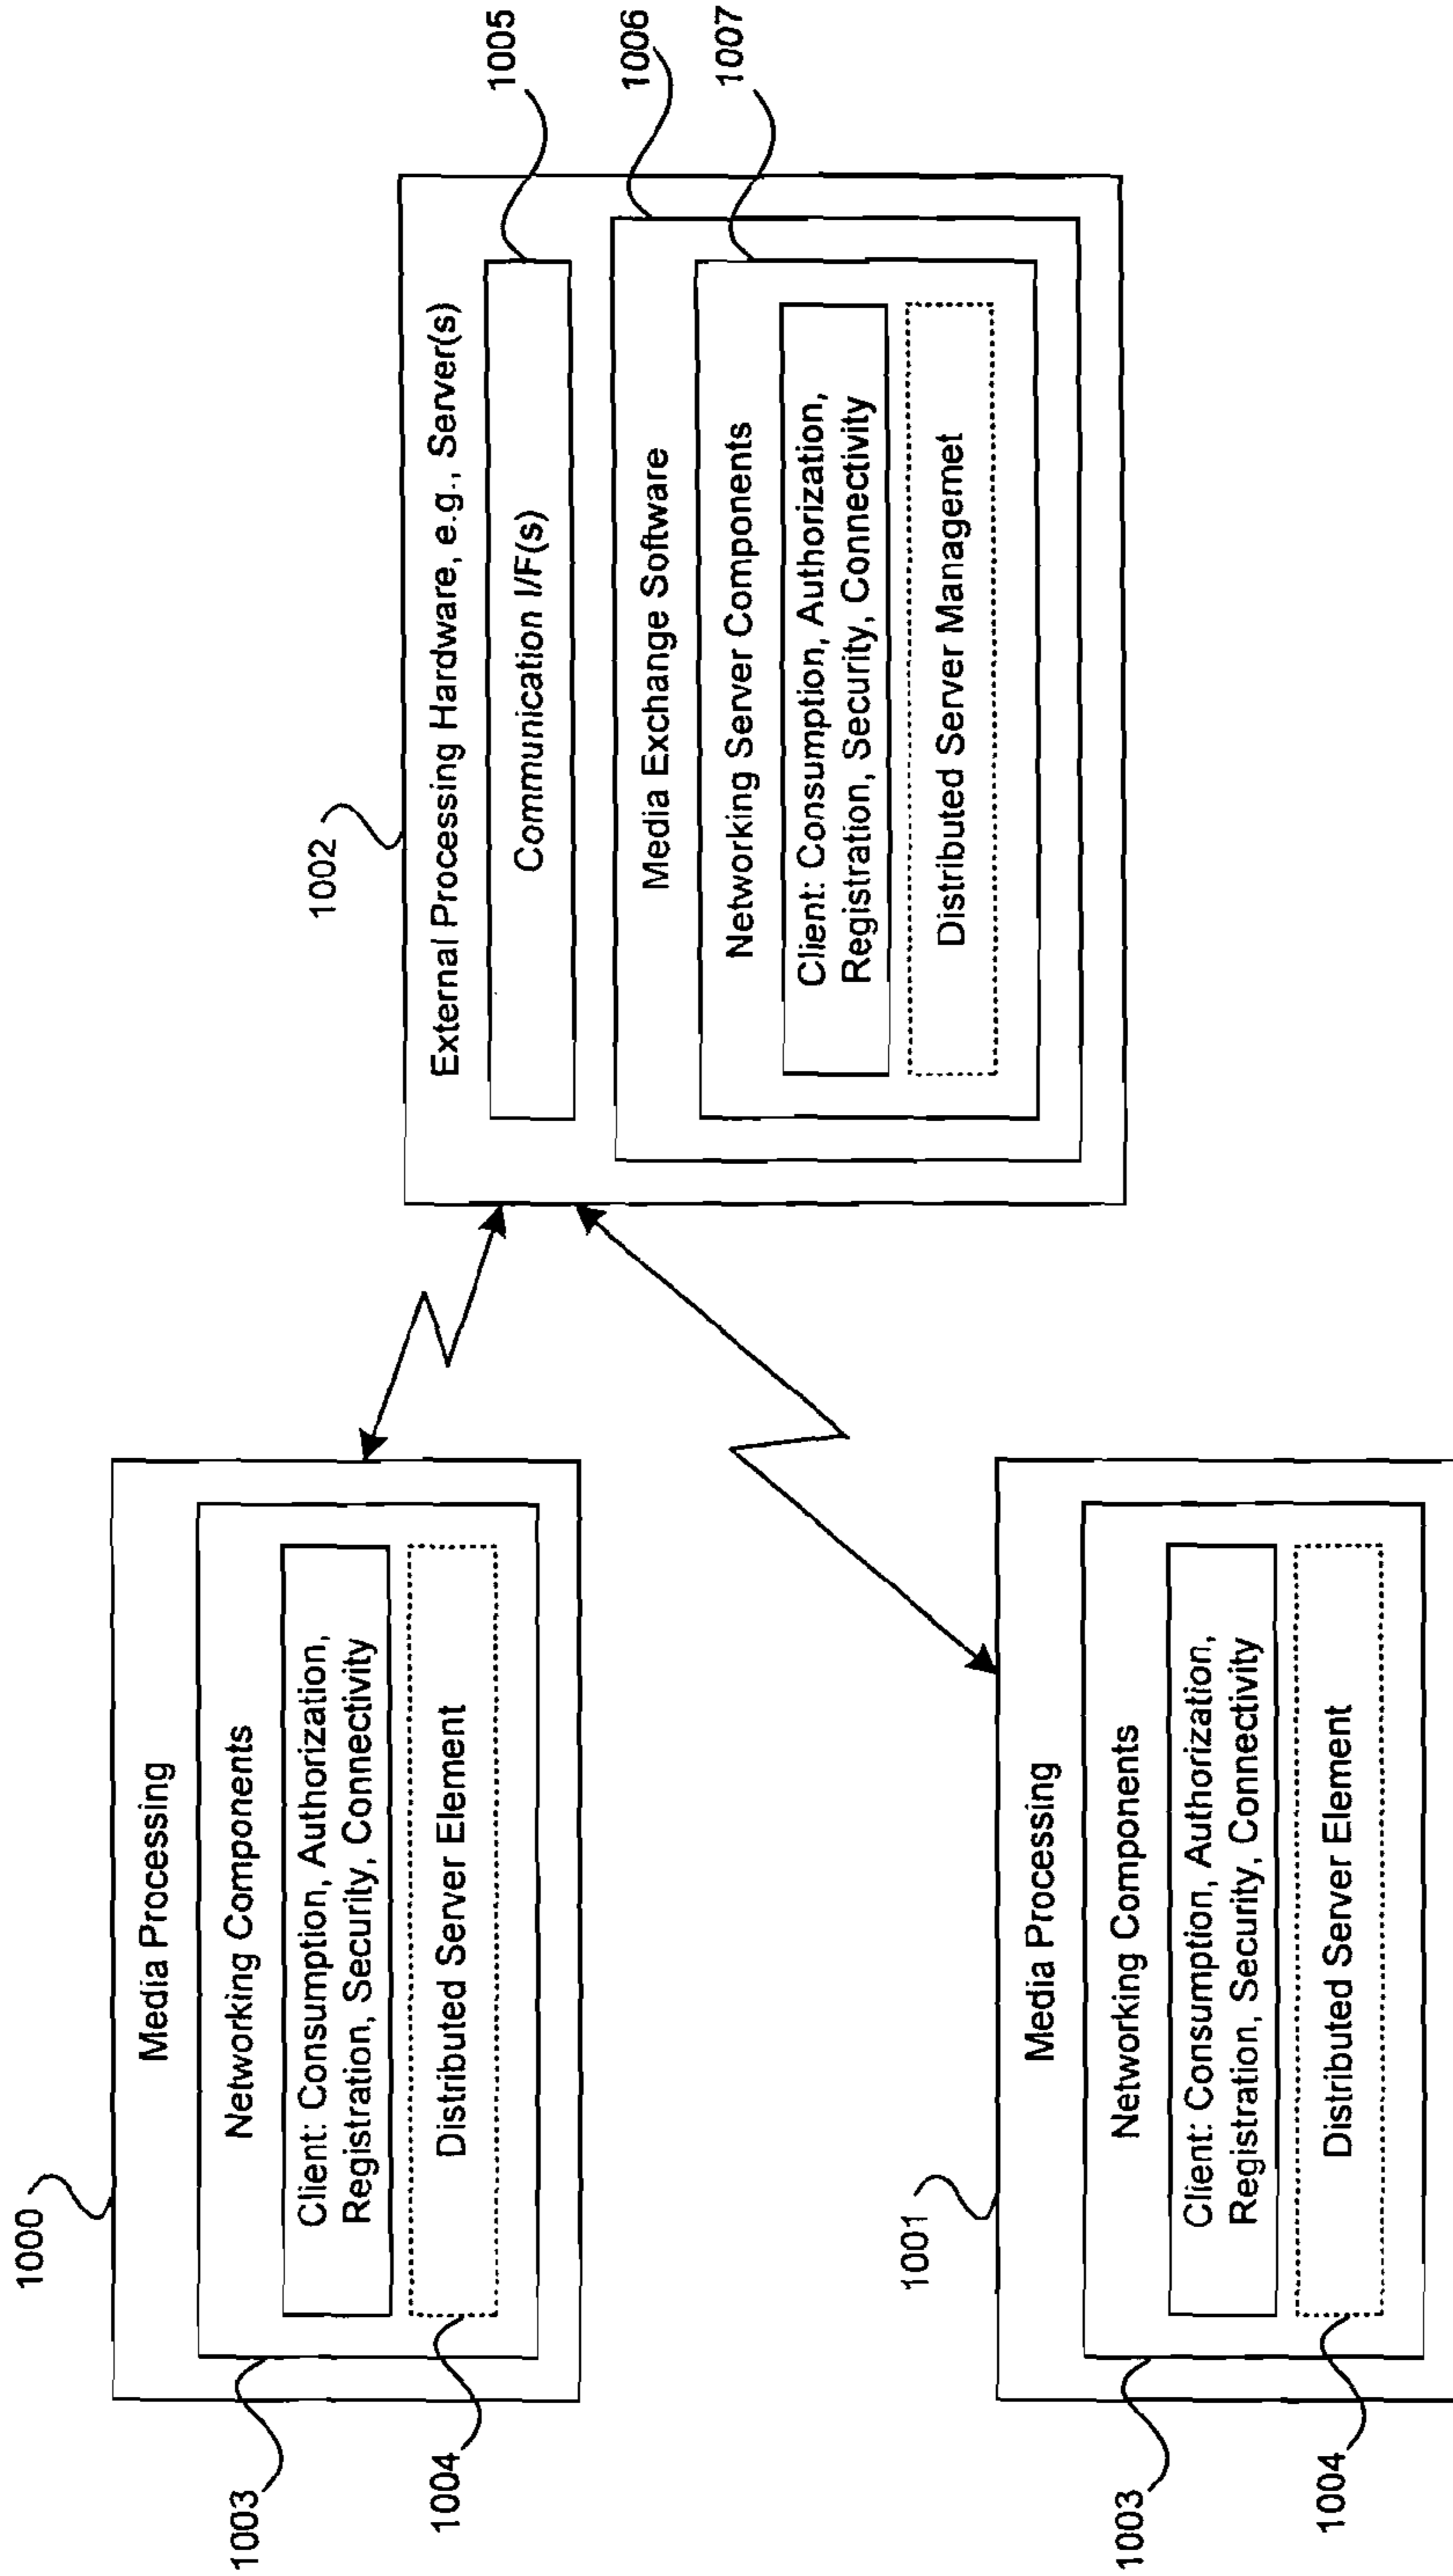 1000
Media Processing
Networking Components
Client: Consumption, Authorization,
Registration, Security, Connectivity
Distributed Server Element
1003
1004
1002
External Processing Hardware, e.g., Server(s)
Communication I/F(s)
Media Exchange Software
Networking Server Components
Client: Consumption, Authorization,
Registration, Security, Connectivity
Distributed Server Managemet
1005
1006
1007
1001
Media Processing
Networking Components
Client: Consumption, Authorization,
Registration, Security, Connectivity
Distributed Server Element
1003
1004